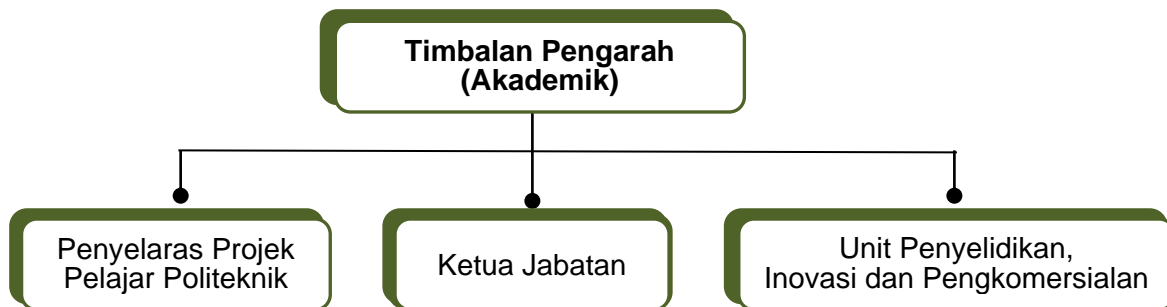 Timbalan Pengarah
(Akademik)
Penyelaras Projek
Pelajar Politeknik
Ketua Jabatan
Unit Penyelidikan,
Inovasi dan Pengkomersialan